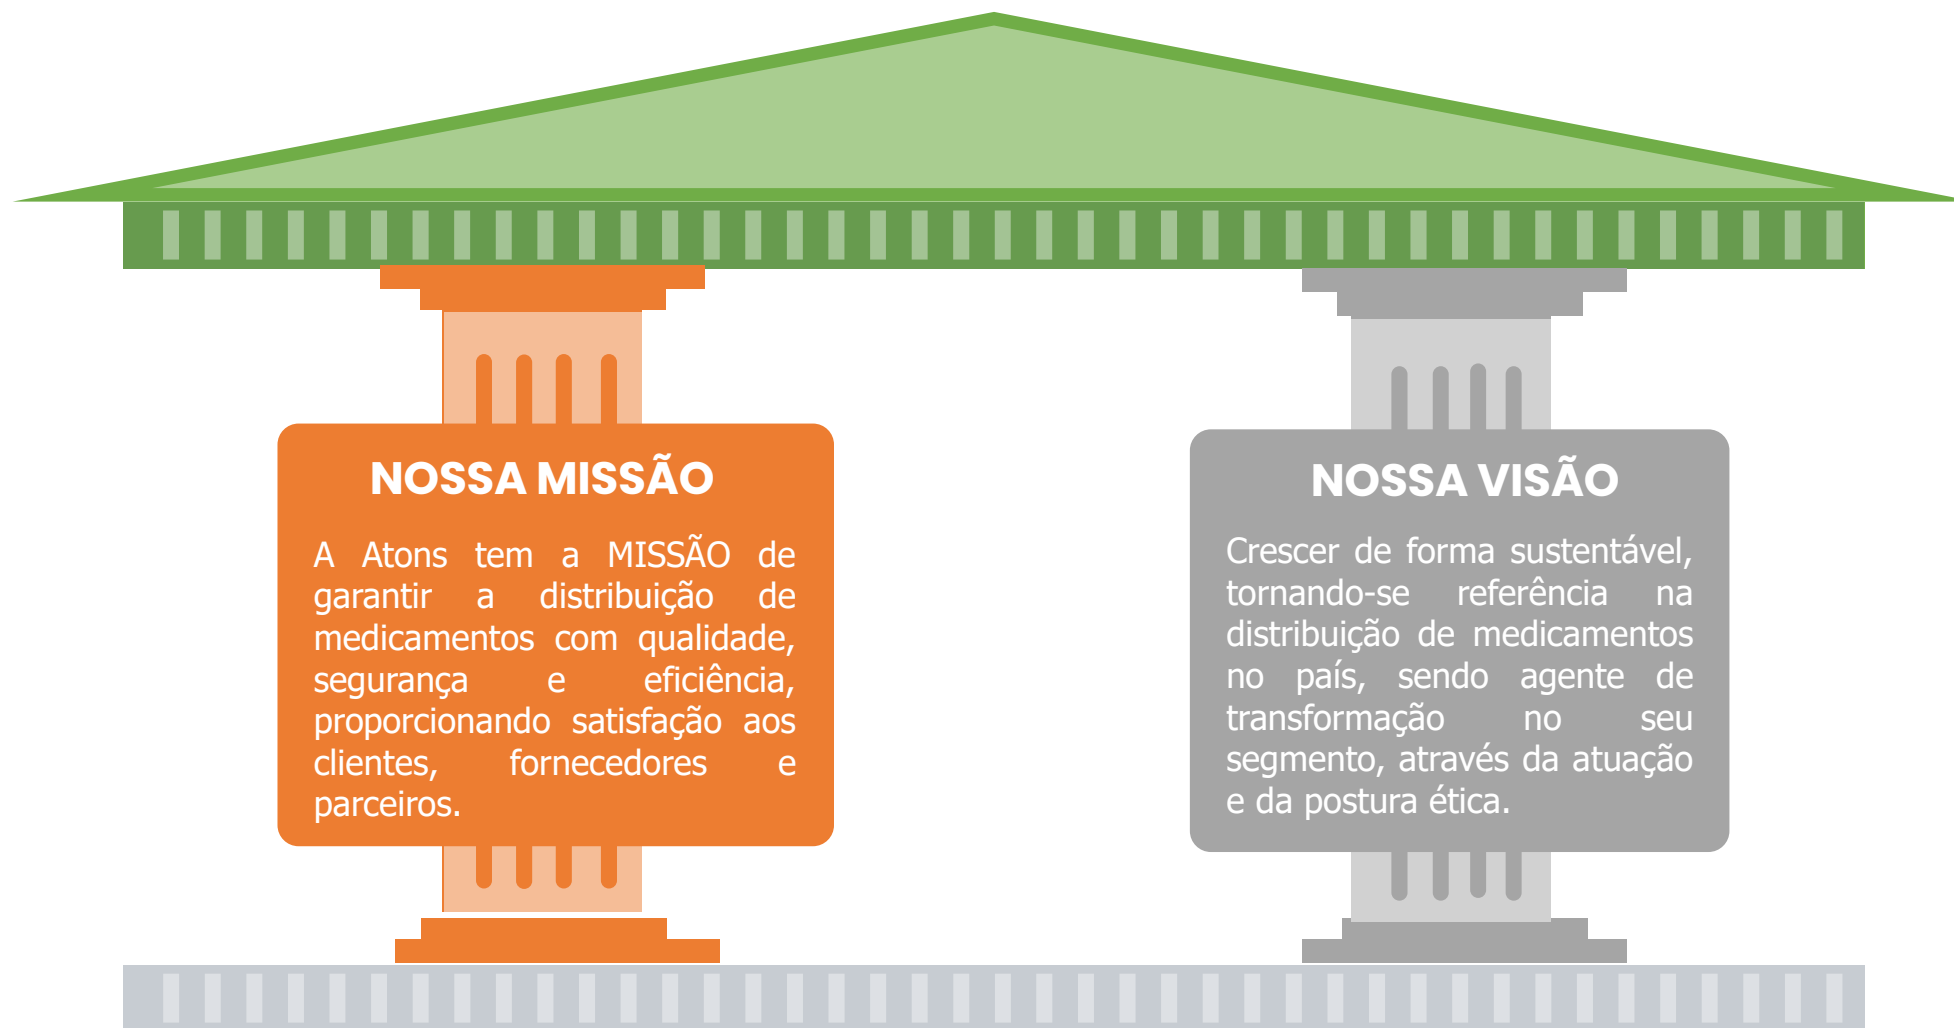 NOSSA MISSÃO
A Atons tem a MISSÃO de
garantir a distribuição de
medicamentos com qualidade,
segurança e eficiência,
proporcionando satisfação aos
clientes, fornecedores e
parceiros.
NOSSA VISÃO
Crescer de forma sustentável,
tornando-se referência na
distribuição de medicamentos
no país, sendo agente de
transformação no seu
segmento, através da atuação
e da postura ética.